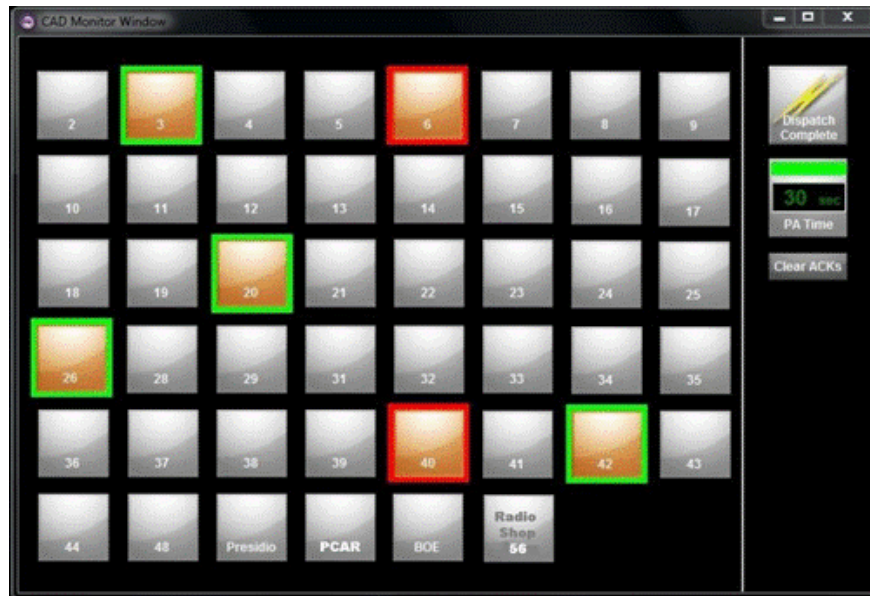 CAD Monitor Window
2 3 4 5 6 7 8 9
10 11 12 13 14 15 16 17
18 19 20 21 22 23 24 25
26 28 29 31 32 33 34 35
36 37 38 39 40 41 42 43
44 48 Presidio PCAR BOE Radio
Shop
56
Dispatch
Complete
30 sec
PA Time
Clear ACKs